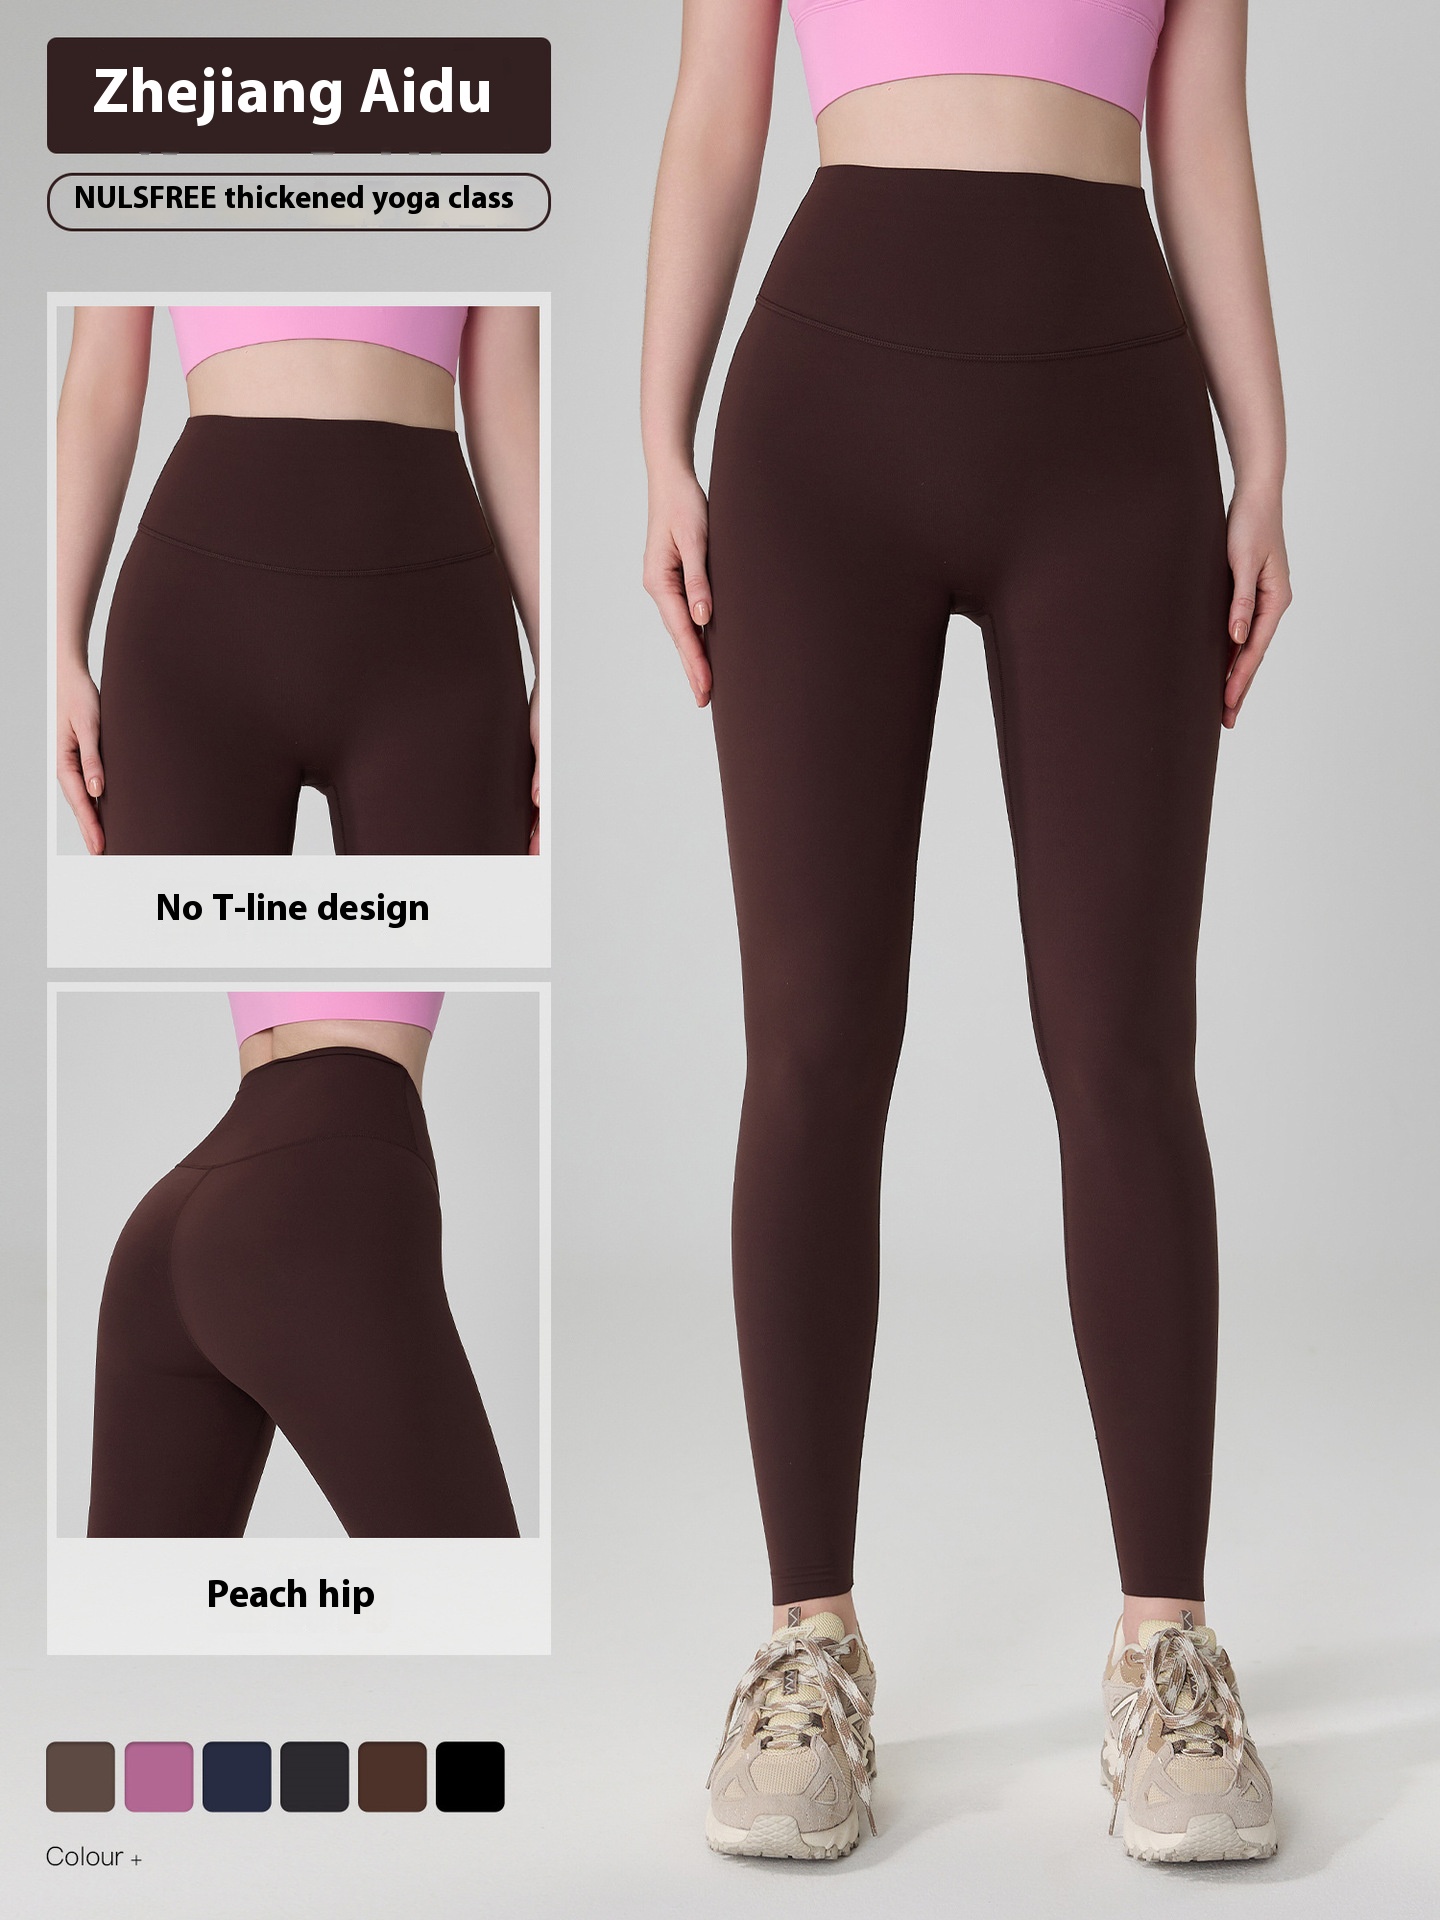 Zhejiang Aidu
NULSFREE thickened yoga class
No T-line design
Peach hip
Colour +